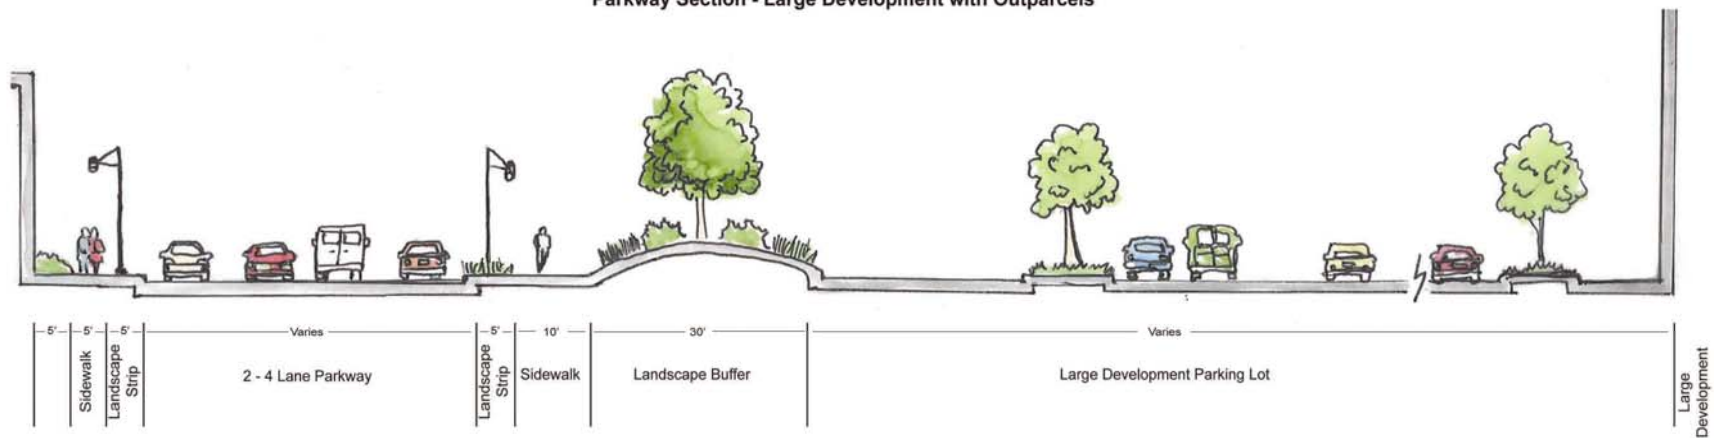 Parkway Section - Large Development with Outparcels
5' 5' 5' Varies 5' 10' 30' Varies
Sidewalk
Landscape
Strip
2 - 4 Lane Parkway
Landscape
Strip
Sidewalk
Landscape Buffer
Large Development Parking Lot
Large
Development